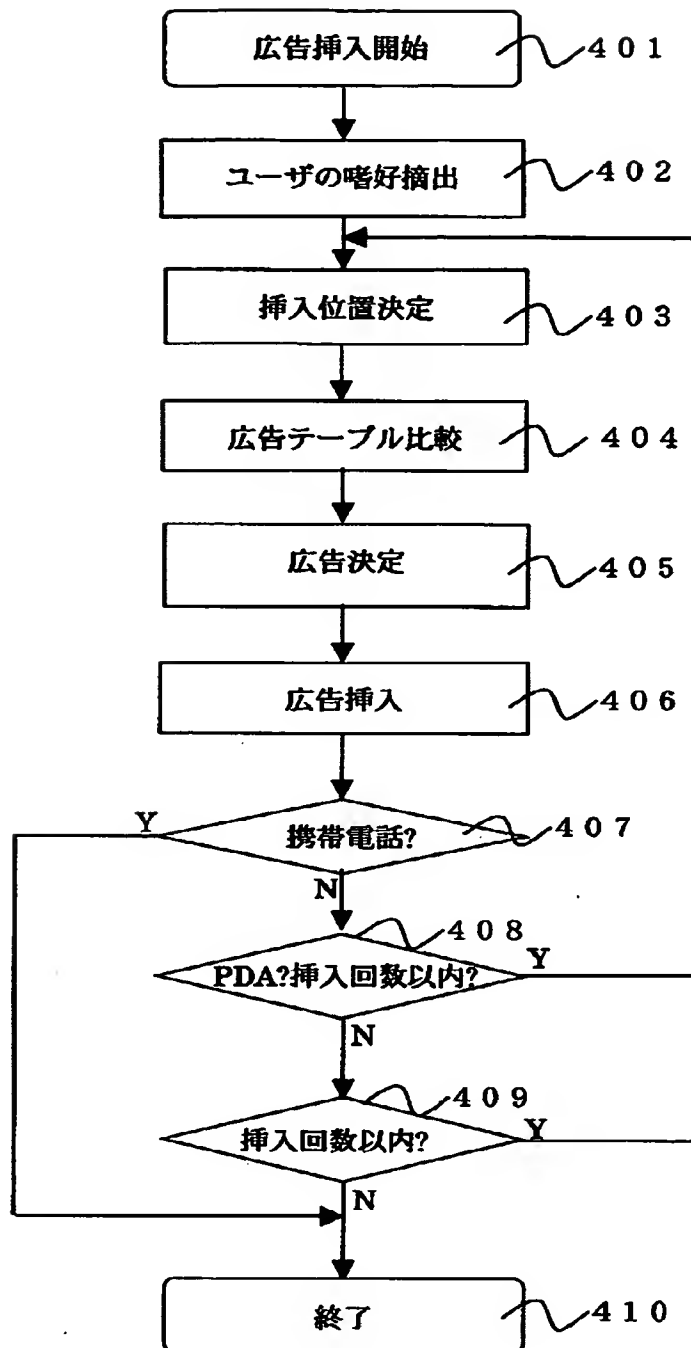 広告挿入開始
401
ユーザの嗜好摘出
402
挿入位置決定
403
広告テーブル比較
404
広告決定
405
広告挿入
406
Y
携帯電話?
407
N
408
PDA?挿入回数以内?
Y
N
409
挿入回数以内?
Y
N
終了
410